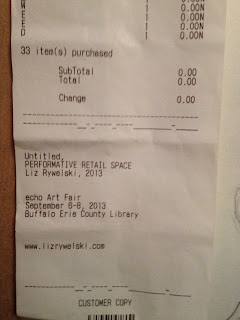 W 1 0.00N
E 1 0.00N
E 1 0.00N
D 1 0.00N
33 item(s) purchased
SubTotal 0.00
Total 0.00
Change 0.00
Untitled,
PERFORMATIVE RETAIL SPACE
Liz Rywelski, 2013
echo Art Fair
September 6-8, 2013
Buffalo Erie County Library
www.lizrywelski.com
CUSTOMER COPY